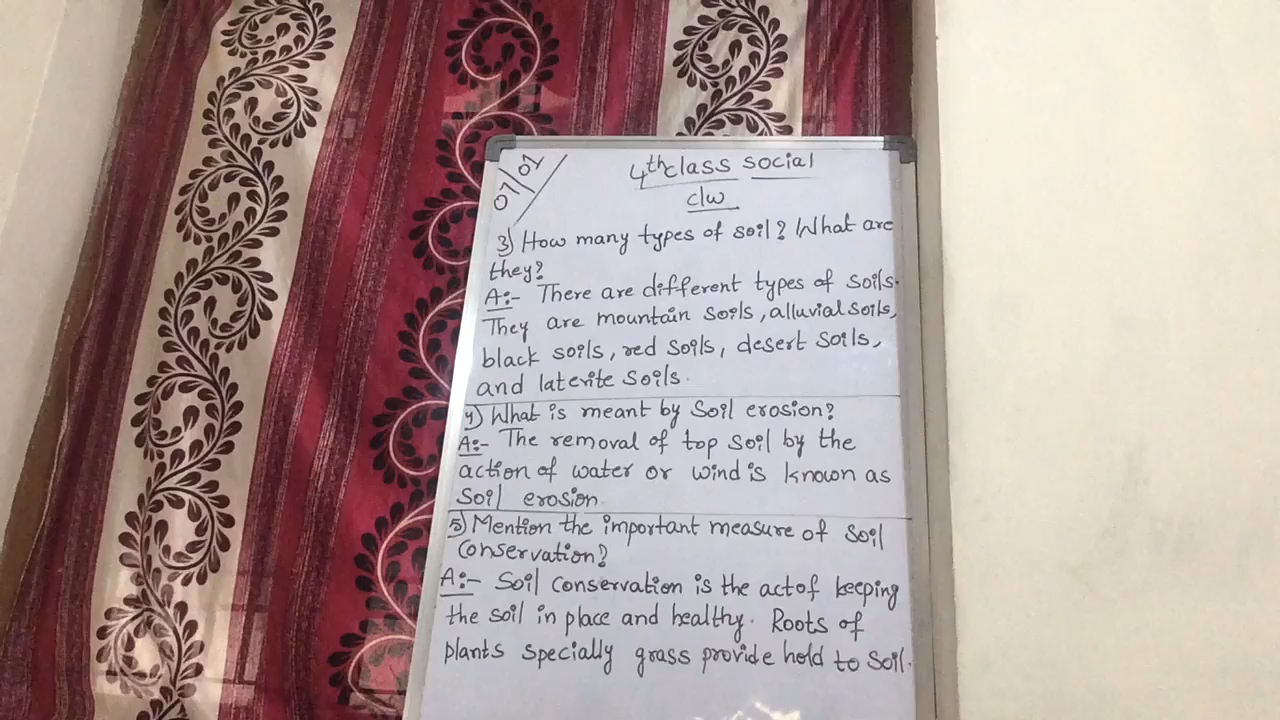 07/01
4th class social
c/w
3) How many types of soil? What are
they?
A:- There are different types of soils.
They are mountain soils, alluvial soils,
black soils, red soils, desert soils,
and laterite soils.
4) What is meant by soil erosion?
A:- The removal of top soil by the
action of water or wind is known as
soil erosion.
5) Mention the important measure of soil
conservation?
A:- Soil conservation is the act of keeping
the soil in place and healthy. Roots of
plants specially grass provide hold to soil.